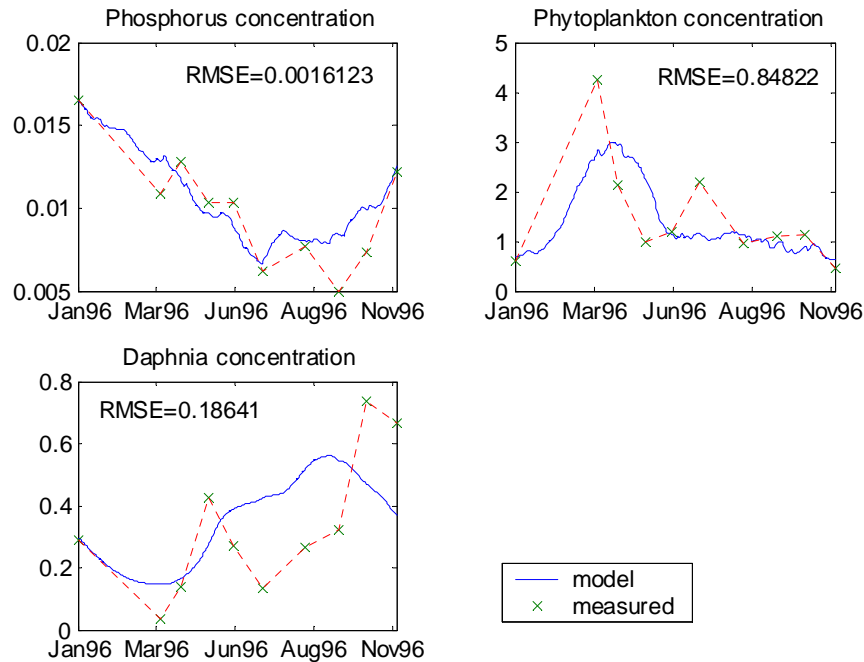 Phosphorus concentration
0.02
0.015
0.01
0.005
RMSE=0.0016123
Jan96 Mar96 Jun96 Aug96 Nov96
Phytoplankton concentration
5
4
3
2
1
0
RMSE=0.84822
Jan96 Mar96 Jun96 Aug96 Nov96
Daphnia concentration
0.8
0.6
0.4
0.2
0
RMSE=0.18641
Jan96 Mar96 Jun96 Aug96 Nov96
model
measured